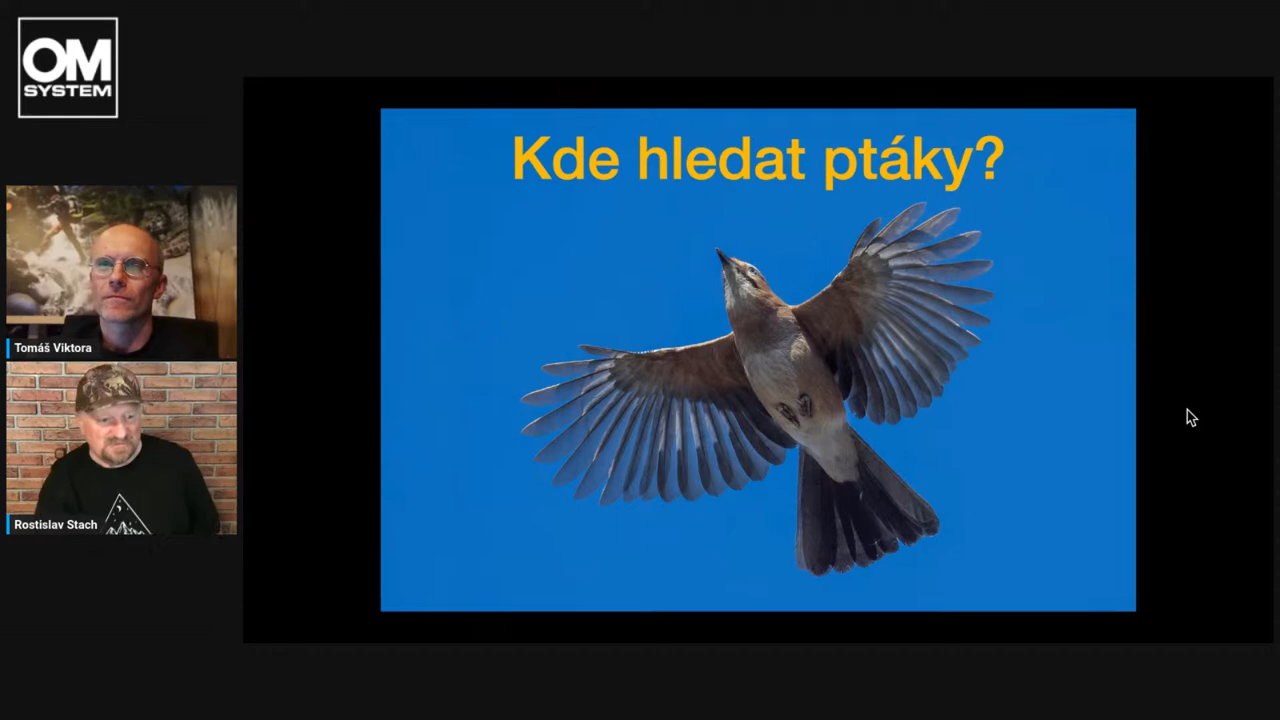 OM
SYSTEM
Kde hledat ptáky?
Tomáš Viktora
Rostislav Stach